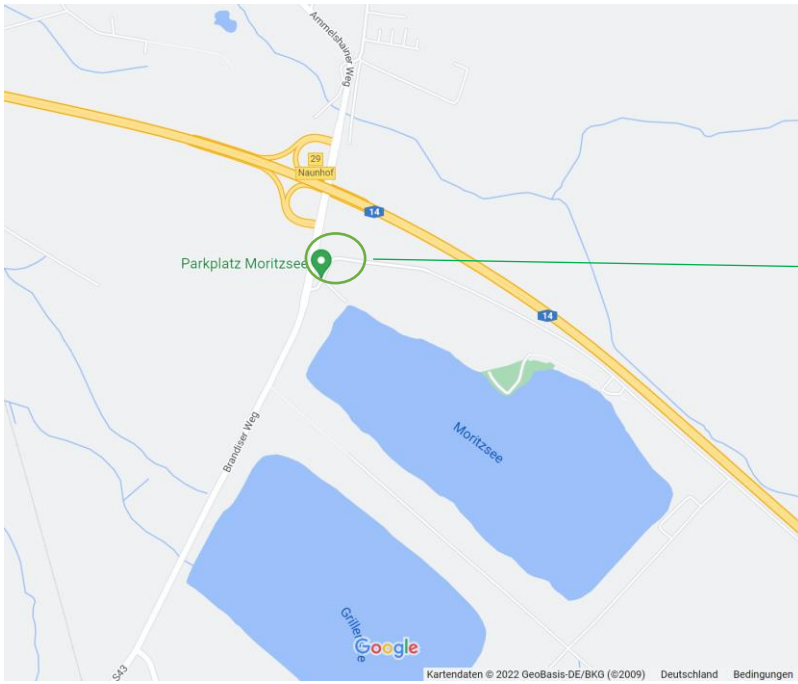 Ammelshainer Weg
29
Naunhof
14
Parkplatz Moritzsee
14
Moritzsee
Brandiser Weg
Google
S43
Kartendaten © 2022 GeoBasis-DE/BKG (©2009) Deutschland Bedingungen